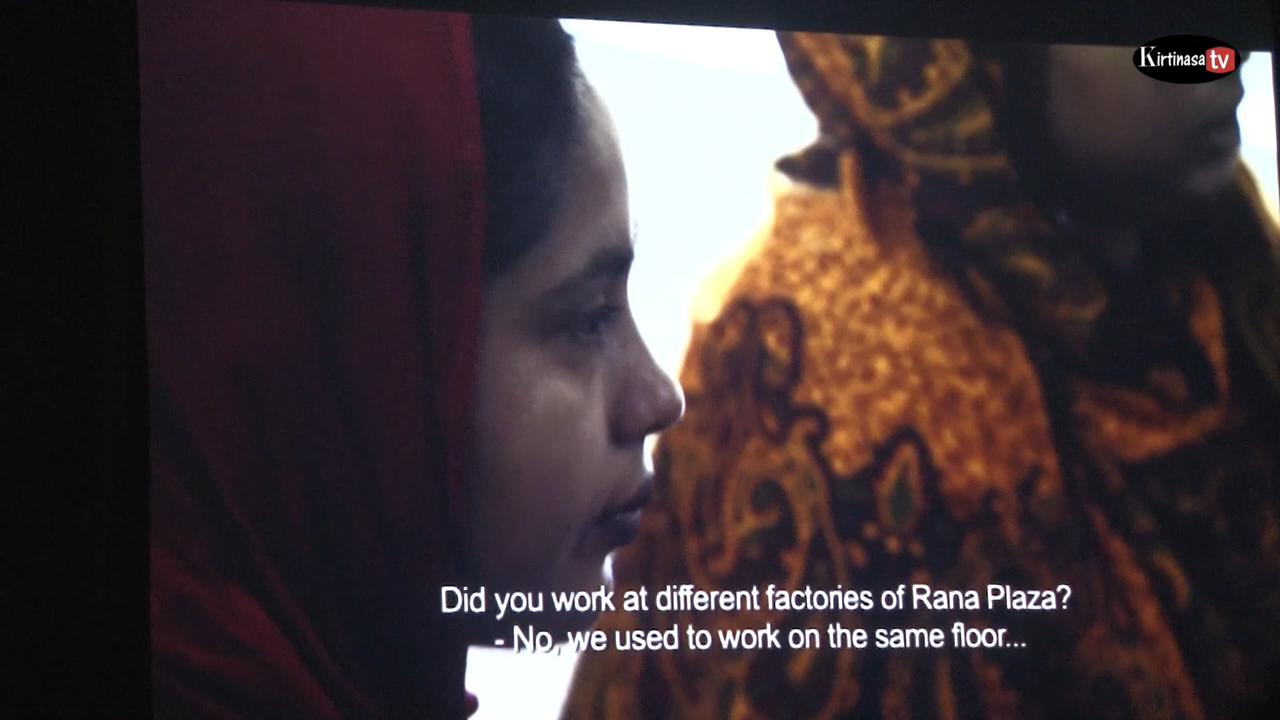 Kirtinasa tv
Did you work at different factories of Rana Plaza?
- No, we used to work on the same floor...